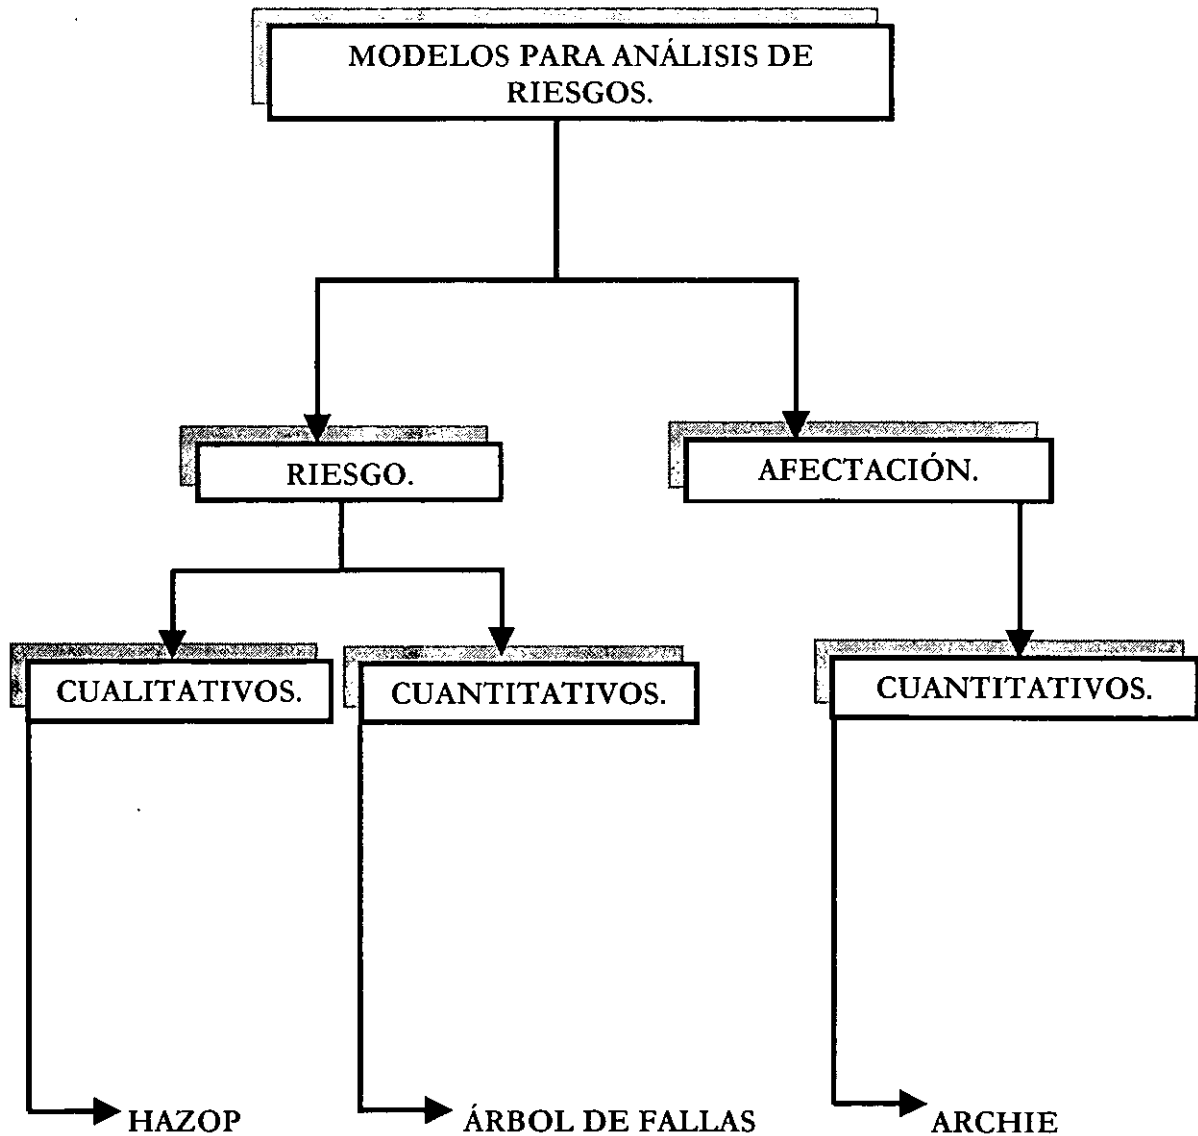 MODELOS PARA ANÁLISIS DE
RIESGOS.
RIESGO.
AFECTACIÓN.
CUALITATIVOS.
CUANTITATIVOS.
CUANTITATIVOS.
HAZOP
ÁRBOL DE FALLAS
ARCHIE